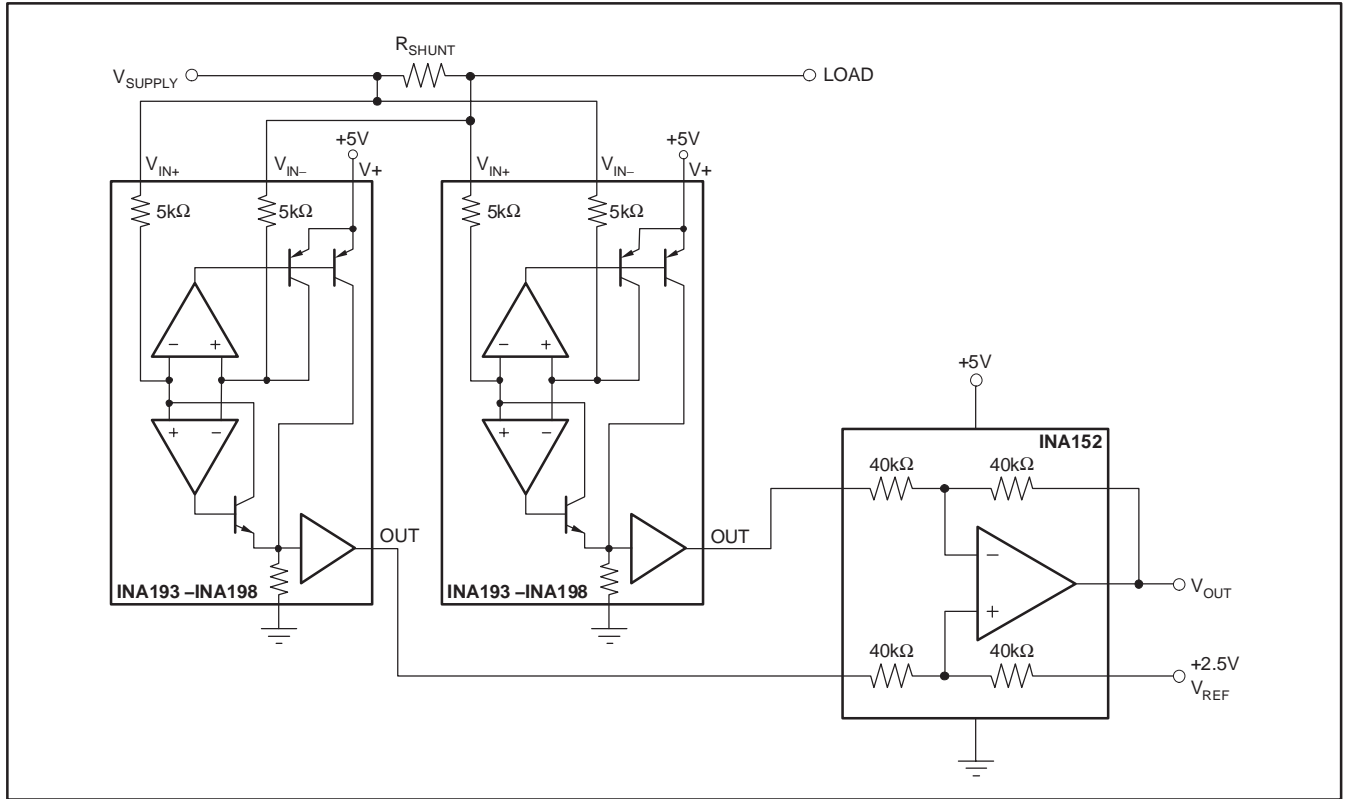 R_SHUNT
V_SUPPLY
LOAD
+5V
+5V
V_IN+
V_IN−
V+
V_IN+
V_IN−
V+
5kΩ
5kΩ
5kΩ
5kΩ
− +
− +
+ −
+ −
+5V
INA152
40kΩ
40kΩ
OUT
OUT
−
+
V_OUT
INA193 –INA198
INA193 –INA198
40kΩ
40kΩ
+2.5V
V_REF